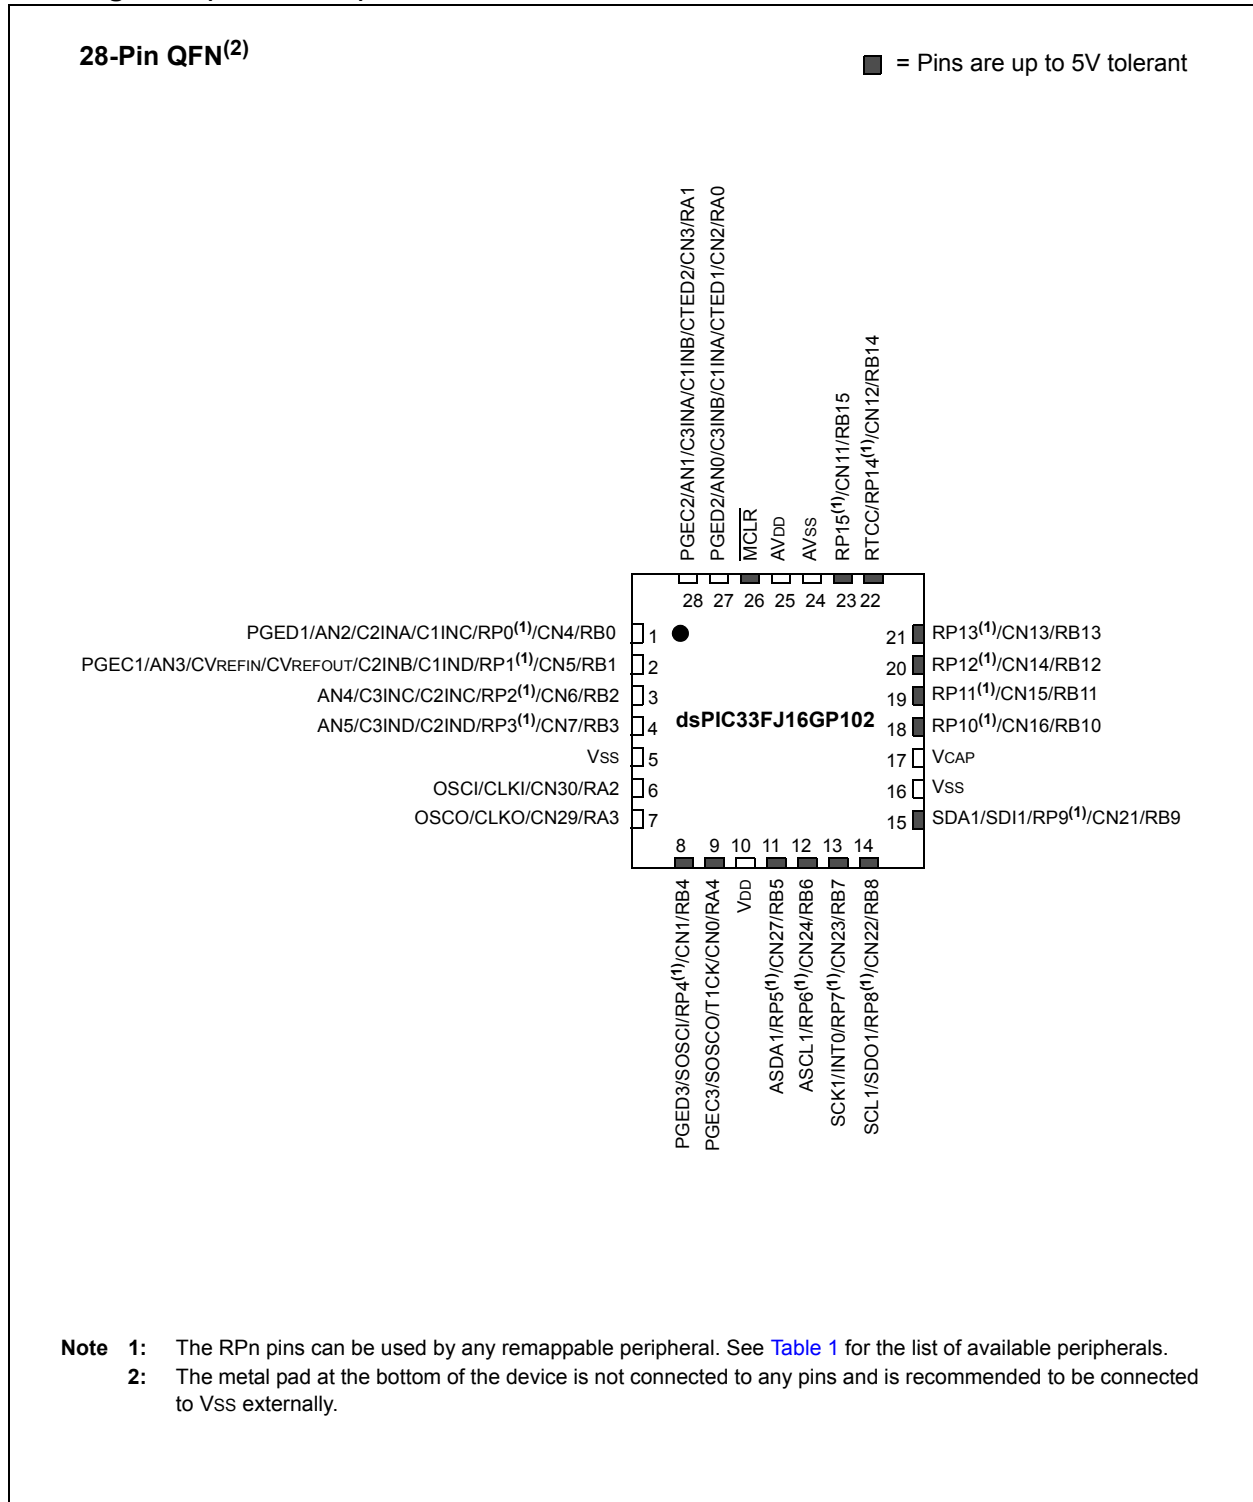 28-Pin QFN(2)
= Pins are up to 5V tolerant
PGEC2/AN1/C3INA/C1INB/CTED2/CN3/RA1
PGED2/AN0/C3INB/C1INA/CTED1/CN2/RA0
MCLR
AVDD
AVSS
RP15(1)/CN11/RB15
RTCC/RP14(1)/CN12/RB14
28 27 26 25 24 23 22
PGED1/AN2/C2INA/C1INC/RP0(1)/CN4/RB0 1
21 RP13(1)/CN13/RB13
PGEC1/AN3/CVREFIN/CVREFOUT/C2INB/C1IND/RP1(1)/CN5/RB1 2
20 RP12(1)/CN14/RB12
AN4/C3INC/C2INC/RP2(1)/CN6/RB2 3
19 RP11(1)/CN15/RB11
AN5/C3IND/C2IND/RP3(1)/CN7/RB3 4
dsPIC33FJ16GP102
18 RP10(1)/CN16/RB10
VSS 5
17 VCAP
OSCI/CLKI/CN30/RA2 6
16 VSS
OSCO/CLKO/CN29/RA3 7
15 SDA1/SDI1/RP9(1)/CN21/RB9
8 9 10 11 12 13 14
PGED3/SOSCI/RP4(1)/CN1/RB4
PGEC3/SOSCO/T1CK/CN0/RA4
VDD
ASDA1/RP5(1)/CN27/RB5
ASCL1/RP6(1)/CN24/RB6
SCK1/INT0/RP7(1)/CN23/RB7
SCL1/SDO1/RP8(1)/CN22/RB8
Note 1: The RPn pins can be used by any remappable peripheral. See Table 1 for the list of available peripherals.
2: The metal pad at the bottom of the device is not connected to any pins and is recommended to be connected
to VSS externally.